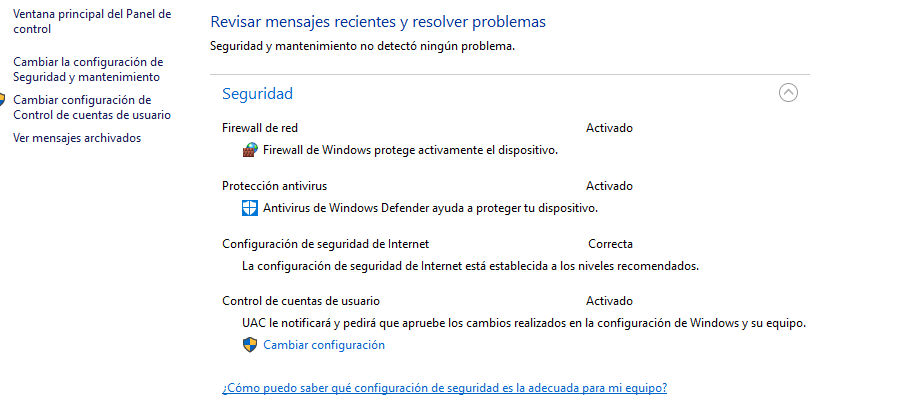 Ventana principal del Panel de
control
Cambiar la configuración de
Seguridad y mantenimiento
Cambiar configuración de
Control de cuentas de usuario
Ver mensajes archivados
Revisar mensajes recientes y resolver problemas
Seguridad y mantenimiento no detectó ningún problema.
Seguridad
Firewall de red Activado
Firewall de Windows protege activamente el dispositivo.
Protección antivirus Activado
Antivirus de Windows Defender ayuda a proteger tu dispositivo.
Configuración de seguridad de Internet Correcta
La configuración de seguridad de Internet está establecida a los niveles recomendados.
Control de cuentas de usuario Activado
UAC le notificará y pedirá que apruebe los cambios realizados en la configuración de Windows y su equipo.
Cambiar configuración
¿Cómo puedo saber qué configuración de seguridad es la adecuada para mi equipo?